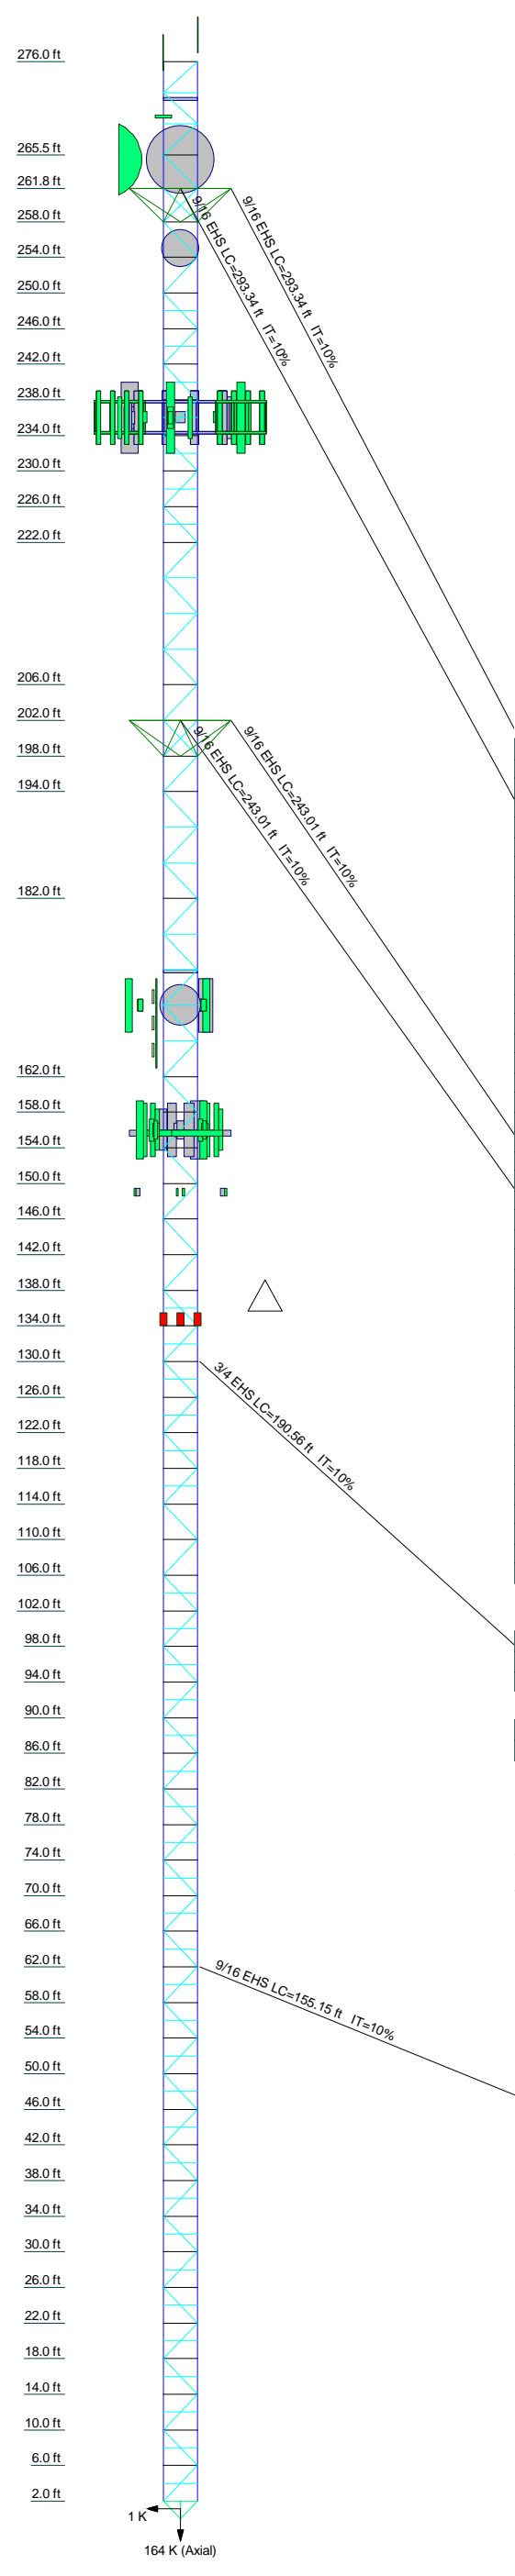 276.0 ft
265.5 ft
261.8 ft
9/16 EHS LC=293.34 ft IT=10%
9/16 EHS LC=293.34 ft IT=10%
258.0 ft
254.0 ft
250.0 ft
246.0 ft
242.0 ft
238.0 ft
234.0 ft
230.0 ft
226.0 ft
222.0 ft
206.0 ft
202.0 ft
9/16 EHS LC=243.01 ft IT=10%
9/16 EHS LC=243.01 ft IT=10%
198.0 ft
194.0 ft
182.0 ft
162.0 ft
158.0 ft
154.0 ft
150.0 ft
146.0 ft
142.0 ft
138.0 ft
134.0 ft
130.0 ft
3/4 EHS LC=190.56 ft IT=10%
126.0 ft
122.0 ft
118.0 ft
114.0 ft
110.0 ft
106.0 ft
102.0 ft
98.0 ft
94.0 ft
90.0 ft
86.0 ft
82.0 ft
78.0 ft
74.0 ft
70.0 ft
66.0 ft
62.0 ft
9/16 EHS LC=155.15 ft IT=10%
58.0 ft
54.0 ft
50.0 ft
46.0 ft
42.0 ft
38.0 ft
34.0 ft
30.0 ft
26.0 ft
22.0 ft
18.0 ft
14.0 ft
10.0 ft
6.0 ft
2.0 ft
1 K
164 K (Axial)